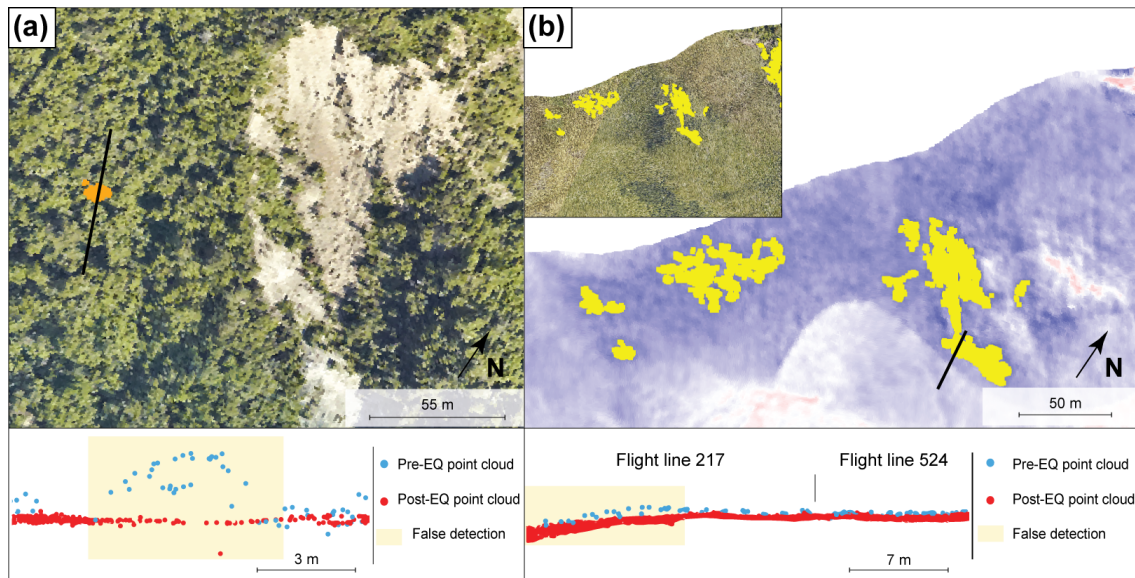 (a)
N
55 m
(b)
N
50 m
Pre-EQ point cloud
Post-EQ point cloud
False detection
3 m
Flight line 217
Flight line 524
Pre-EQ point cloud
Post-EQ point cloud
False detection
7 m